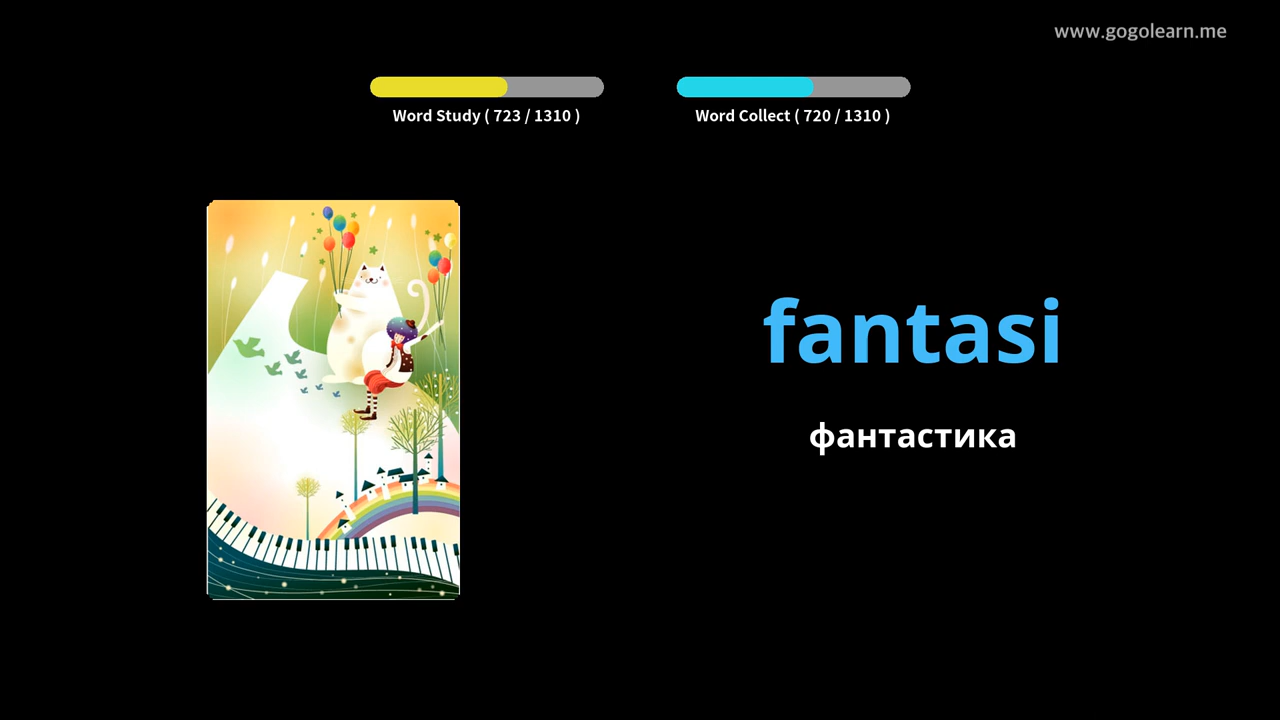 www.gogolearn.me
Word Study ( 723 / 1310 )
Word Collect ( 720 / 1310 )
fantasi
фантастика